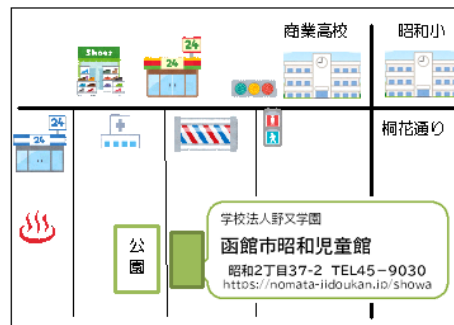 商業高校
昭和小
24
24
Shoes
桐花通り
24
24
公園
学校法人野又学園
函館市昭和児童館
昭和2丁目37-2 TEL45-9030
https://nomata-jidoukan.jp/showa